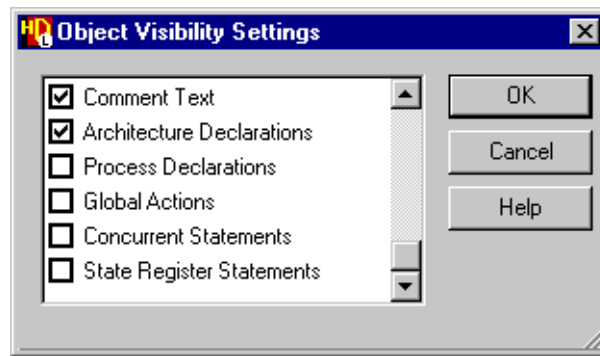 HDL Object Visibility Settings
Comment Text
OK
Architecture Declarations
Cancel
Process Declarations
Global Actions
Help
Concurrent Statements
State Register Statements